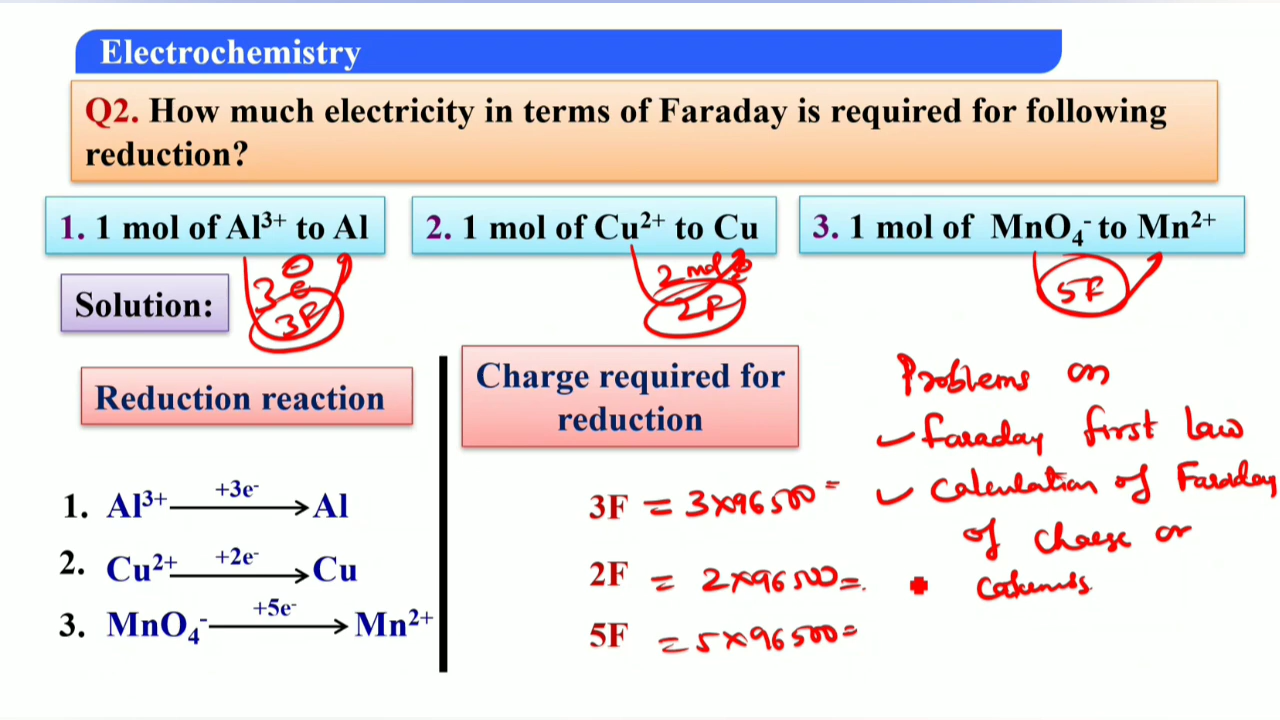 Electrochemistry
Q2. How much electricity in terms of Faraday is required for following
reduction?
1. 1 mol of Al³⁺ to Al
2. 1 mol of Cu²⁺ to Cu
3. 1 mol of MnO₄⁻ to Mn²⁺
3e⊖
3F
2 mol
2F
5F
Solution:
Reduction reaction
Charge required for
reduction
1. Al³⁺ +3e⁻ → Al
2. Cu²⁺ +2e⁻ → Cu
3. MnO₄⁻ +5e⁻ → Mn²⁺
3F = 3×96500 =
2F = 2×96500 =
5F = 5×96500 =
Problems on
✓ Faraday first law
✓ Calculation of Faraday
of charge or